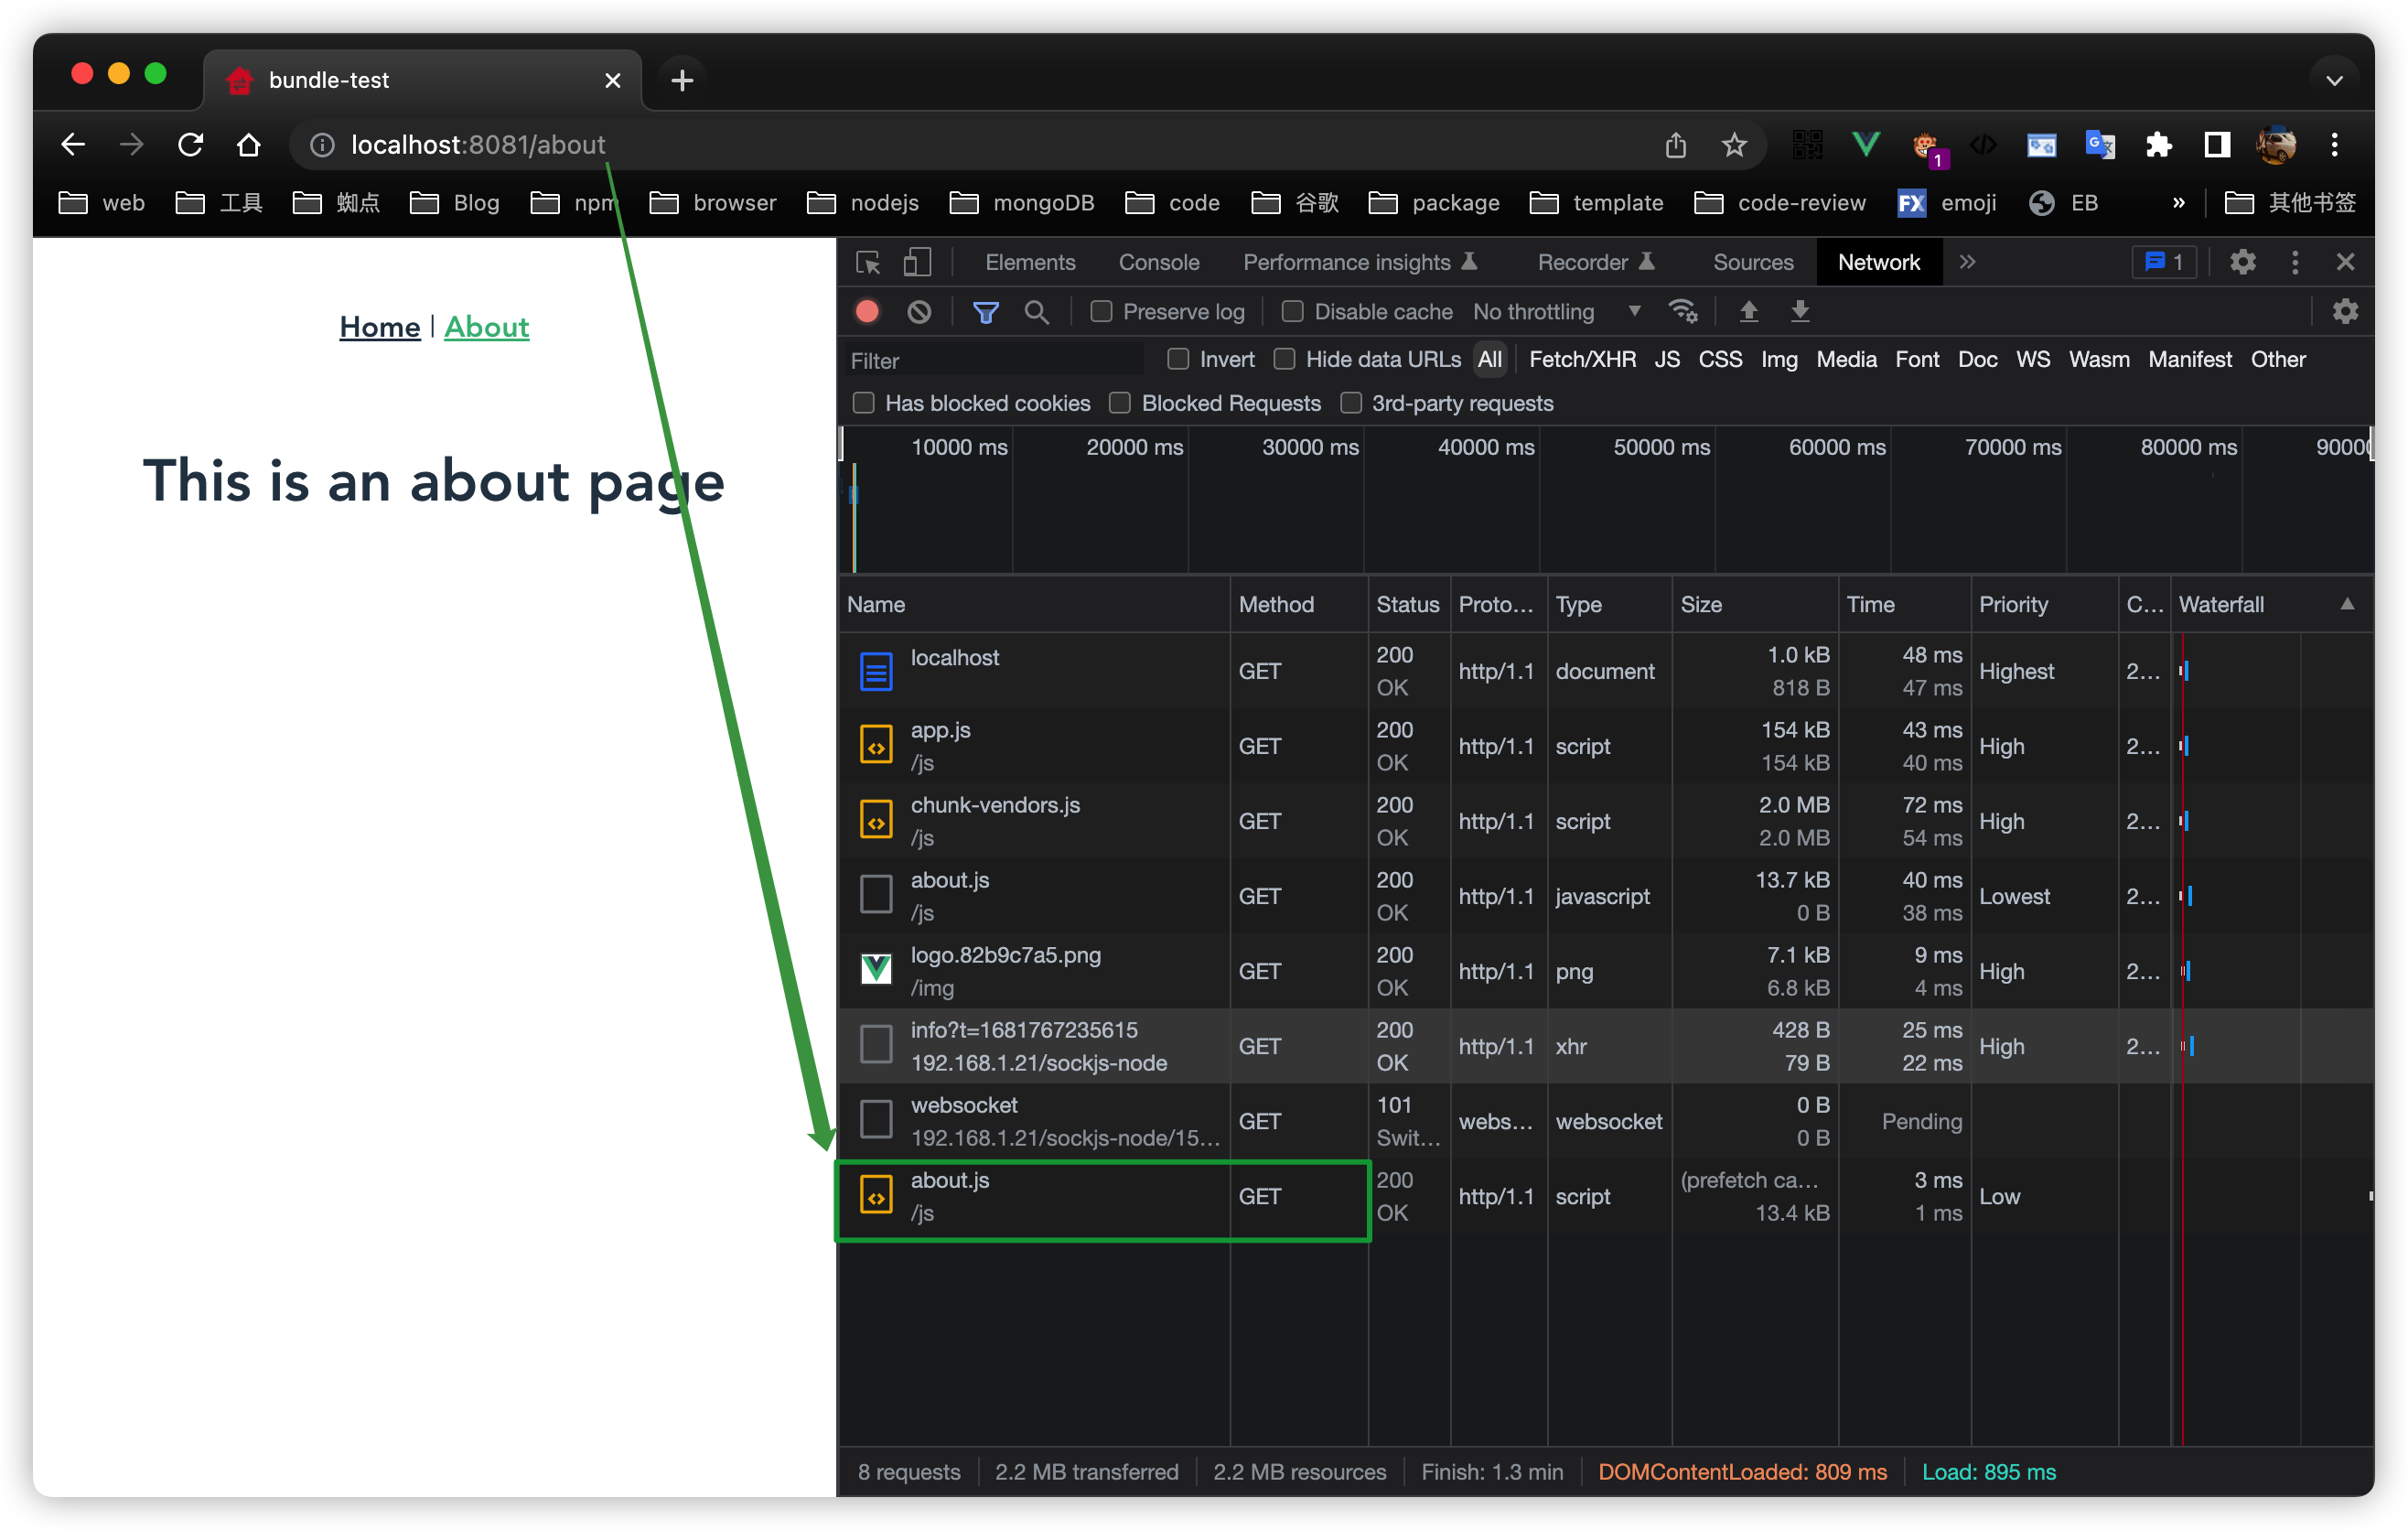 bundle-test
localhost:8081/about
1
web 工具 蜘点 Blog npm browser nodejs mongoDB code 谷歌 package template code-review FX emoji EB » 其他书签
Home | About
This is an about page
Elements Console Performance insights Recorder Sources Network » 1
Preserve log Disable cache No throttling
Filter Invert Hide data URLs All Fetch/XHR JS CSS Img Media Font Doc WS Wasm Manifest Other
Has blocked cookies Blocked Requests 3rd-party requests
10000 ms 20000 ms 30000 ms 40000 ms 50000 ms 60000 ms 70000 ms 80000 ms 9000
Name Method Status Proto... Type Size Time Priority C... Waterfall
localhost GET 200 OK http/1.1 document 1.0 kB 818 B 48 ms 47 ms Highest 2...
app.js /js GET 200 OK http/1.1 script 154 kB 154 kB 43 ms 40 ms High 2...
chunk-vendors.js /js GET 200 OK http/1.1 script 2.0 MB 2.0 MB 72 ms 54 ms High 2...
about.js /js GET 200 OK http/1.1 javascript 13.7 kB 0 B 40 ms 38 ms Lowest 2...
logo.82b9c7a5.png /img GET 200 OK http/1.1 png 7.1 kB 6.8 kB 9 ms 4 ms High 2...
info?t=1681767235615 192.168.1.21/sockjs-node GET 200 OK http/1.1 xhr 428 B 79 B 25 ms 22 ms High 2...
websocket 192.168.1.21/sockjs-node/15... GET 101 Swit... webs... websocket 0 B 0 B Pending
about.js /js GET 200 OK http/1.1 script (prefetch ca... 13.4 kB 3 ms 1 ms Low
8 requests 2.2 MB transferred 2.2 MB resources Finish: 1.3 min DOMContentLoaded: 809 ms Load: 895 ms